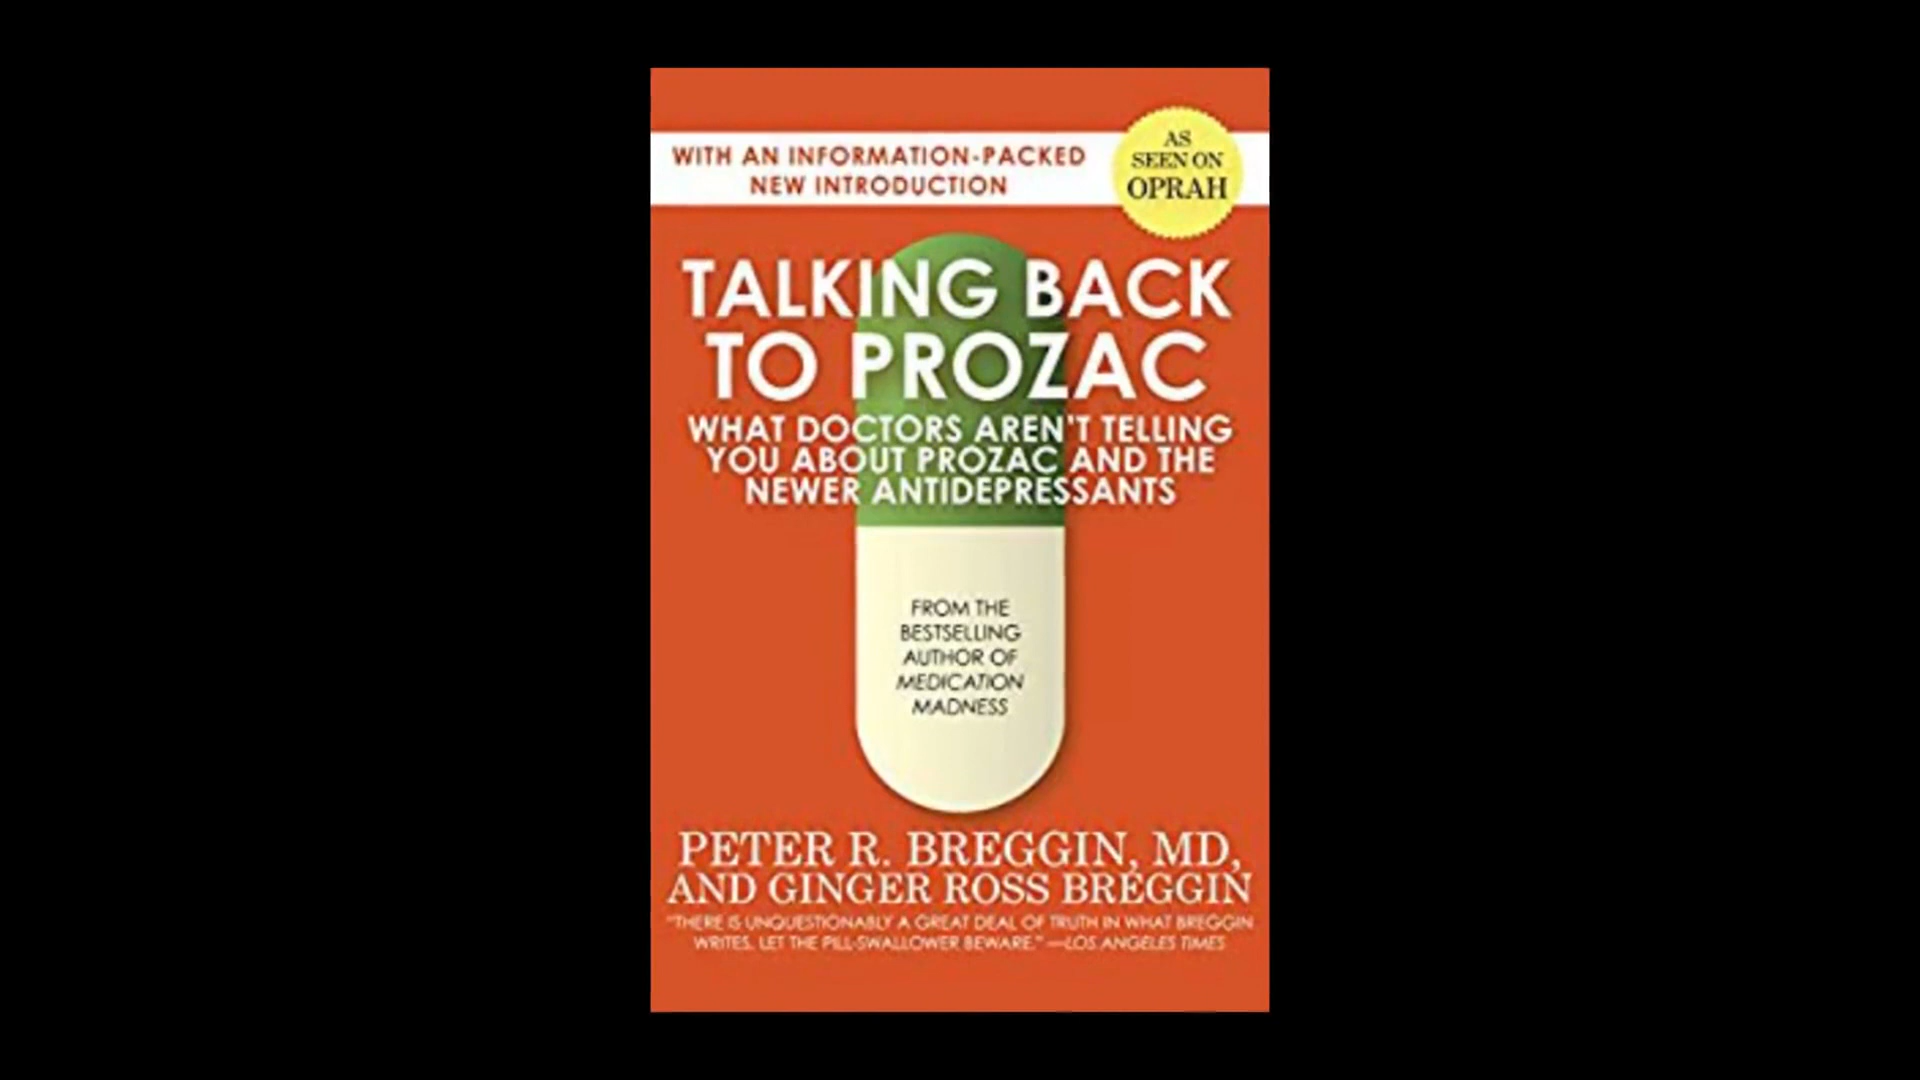 WITH AN INFORMATION-PACKED
NEW INTRODUCTION
AS
SEEN ON
OPRAH
TALKING BACK
TO PROZAC
WHAT DOCTORS AREN'T TELLING
YOU ABOUT PROZAC AND THE
NEWER ANTIDEPRESSANTS
FROM THE
BESTSELLING
AUTHOR OF
MEDICATION
MADNESS
PETER R. BREGGIN, MD,
AND GINGER ROSS BREGGIN
"THERE IS UNQUESTIONABLY A GREAT DEAL OF TRUTH IN WHAT BREGGIN
WRITES. LET THE PILL-SWALLOWER BEWARE." —LOS ANGELES TIMES